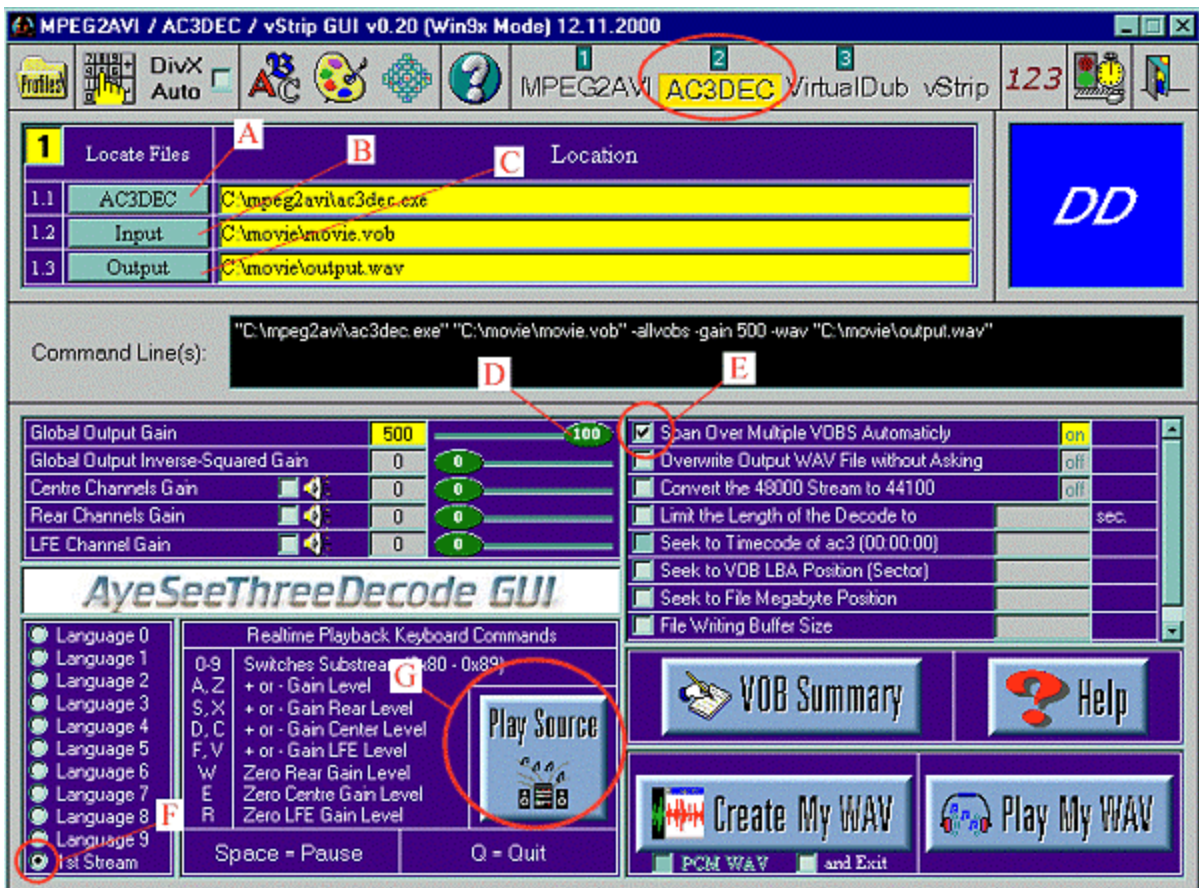 MPEG2AVI / AC3DEC / vStrip GUI v0.20 (Win9x Mode) 12.11.2000
Profiles
DivX
Auto
ABC
?
1
MPEG2AVI
2
AC3DEC
3
VirtualDub
vStrip
123
1
Locate Files
A
B
C
Location
1.1 AC3DEC C:\mpeg2avi\ac3dec.exe
1.2 Input C:\movie\movie.vob
1.3 Output C:\movie\output.wav
DD
Command Line(s):
"C:\mpeg2avi\ac3dec.exe" "C:\movie\movie.vob" -allvobs -gain 500 -wav "C:\movie\output.wav"
D
E
Global Output Gain 500 100
Global Output Inverse-Squared Gain 0 0
Centre Channels Gain 0 0
Rear Channels Gain 0 0
LFE Channel Gain 0 0
Span Over Multiple VOBS Automaticly on
Overwrite Output WAV File without Asking off
Convert the 48000 Stream to 44100 off
Limit the Length of the Decode to sec.
Seek to Timecode of ac3 (00:00:00)
Seek to VOB LBA Position (Sector)
Seek to File Megabyte Position
File Writing Buffer Size
AyeSeeThreeDecode GUI
Language 0
Language 1
Language 2
Language 3
Language 4
Language 5
Language 6
Language 7
Language 8
Language 9
1st Stream
F
Realtime Playback Keyboard Commands
0-9 Switches Substream (0x80 - 0x89)
A, Z + or - Gain Level
S, X + or - Gain Rear Level
D, C + or - Gain Center Level
F, V + or - Gain LFE Level
W Zero Rear Gain Level
E Zero Centre Gain Level
R Zero LFE Gain Level
Space = Pause
Q = Quit
G
Play Source
VOB Summary
? Help
Create My WAV
Play My WAV
PCM WAV
and Exit